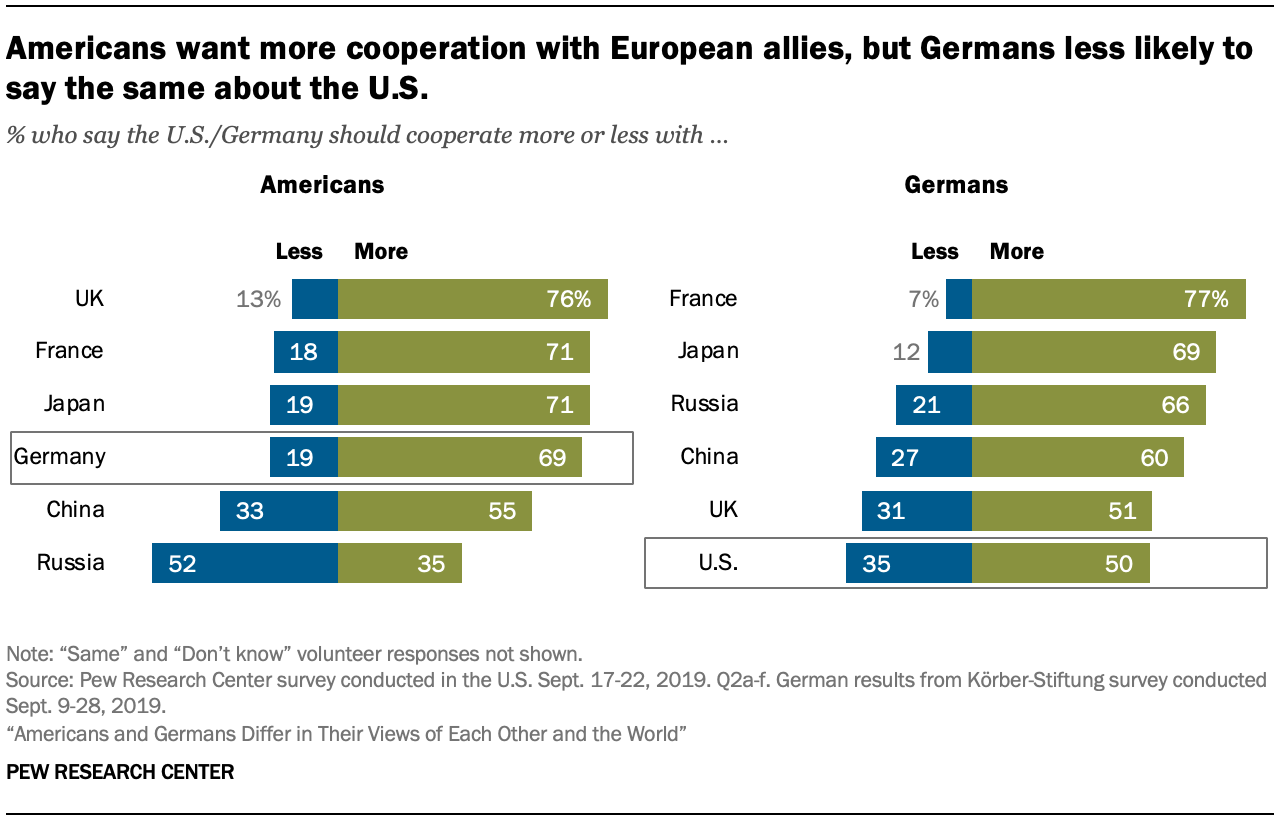 Americans want more cooperation with European allies, but Germans less likely to
say the same about the U.S.
% who say the U.S./Germany should cooperate more or less with ...
Americans
Less More
UK 13% 76%
France 18 71
Japan 19 71
Germany 19 69
China 33 55
Russia 52 35
Germans
Less More
France 7% 77%
Japan 12 69
Russia 21 66
China 27 60
UK 31 51
U.S. 35 50
Note: “Same” and “Don’t know” volunteer responses not shown.
Source: Pew Research Center survey conducted in the U.S. Sept. 17-22, 2019. Q2a-f. German results from Körber-Stiftung survey conducted
Sept. 9-28, 2019.
“Americans and Germans Differ in Their Views of Each Other and the World”
PEW RESEARCH CENTER